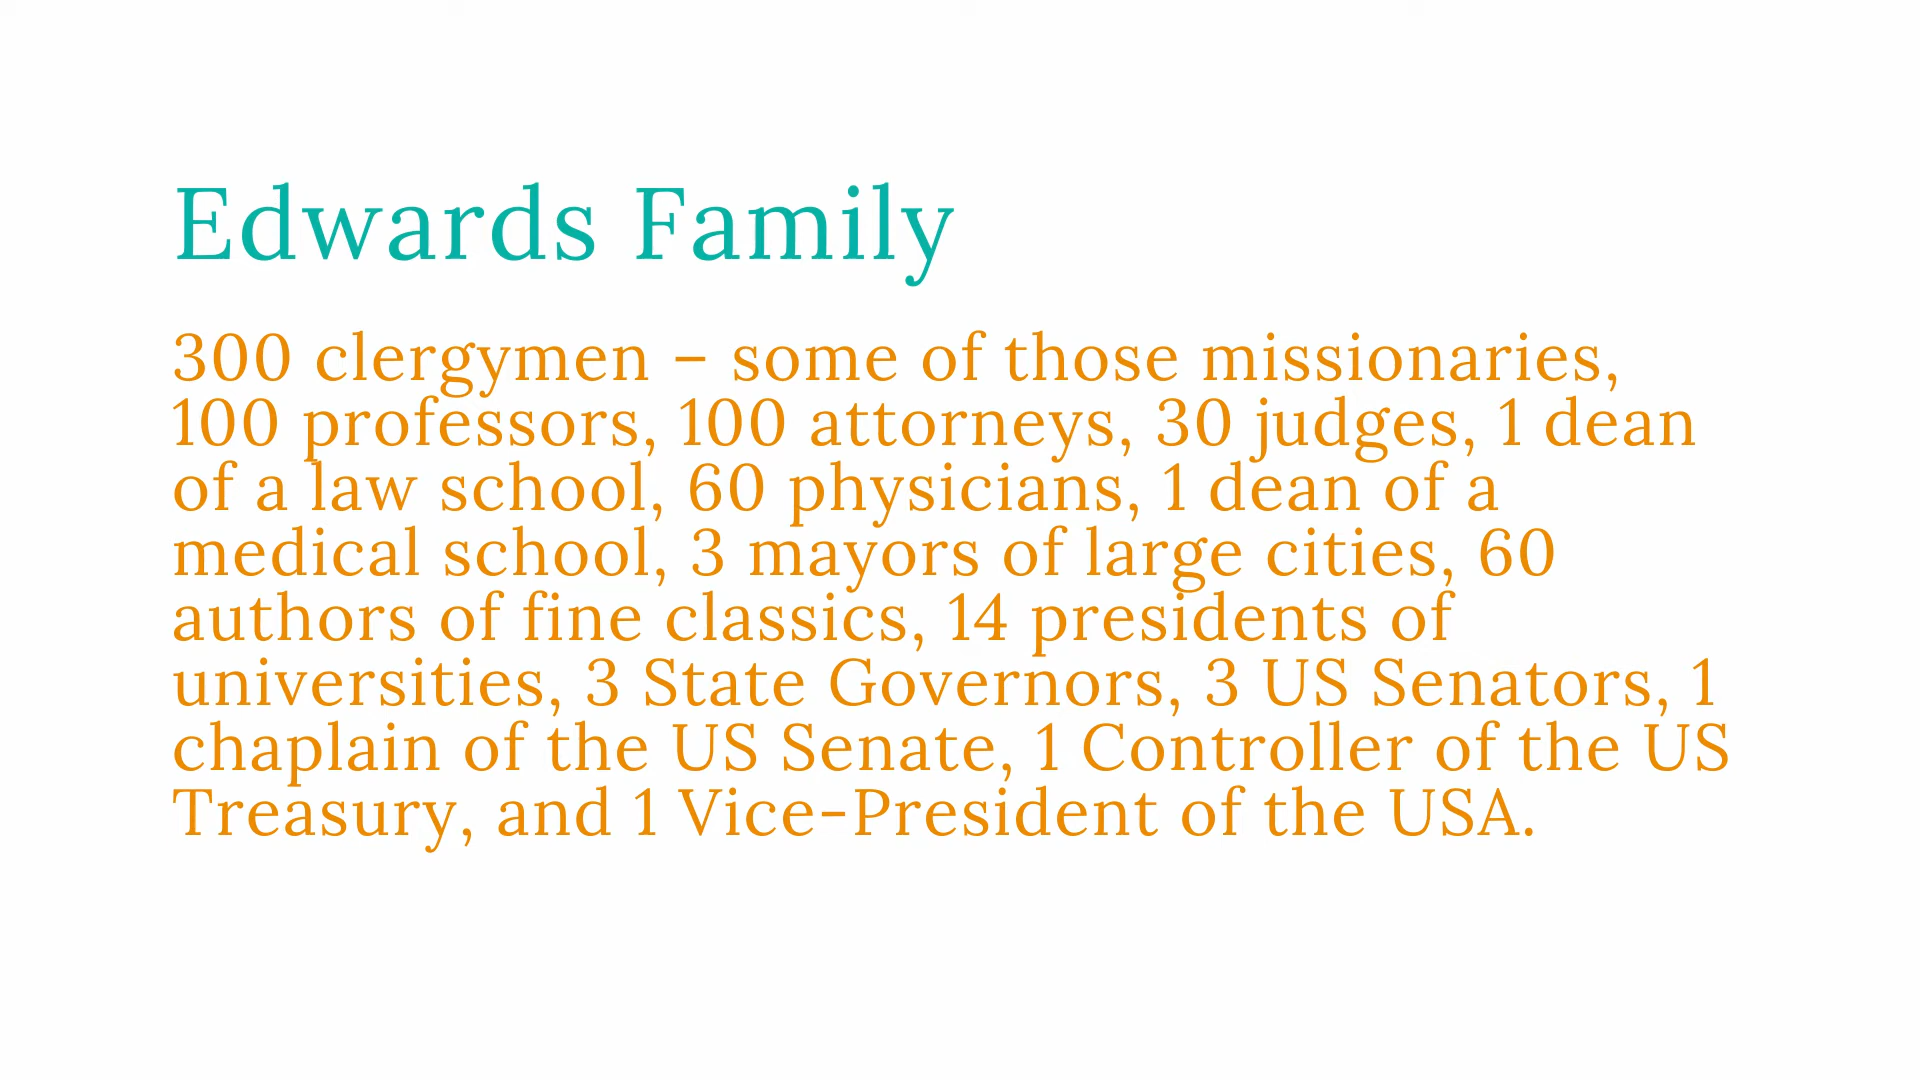 Edwards Family
300 clergymen – some of those missionaries,
100 professors, 100 attorneys, 30 judges, 1 dean
of a law school, 60 physicians, 1 dean of a
medical school, 3 mayors of large cities, 60
authors of fine classics, 14 presidents of
universities, 3 State Governors, 3 US Senators, 1
chaplain of the US Senate, 1 Controller of the US
Treasury, and 1 Vice-President of the USA.